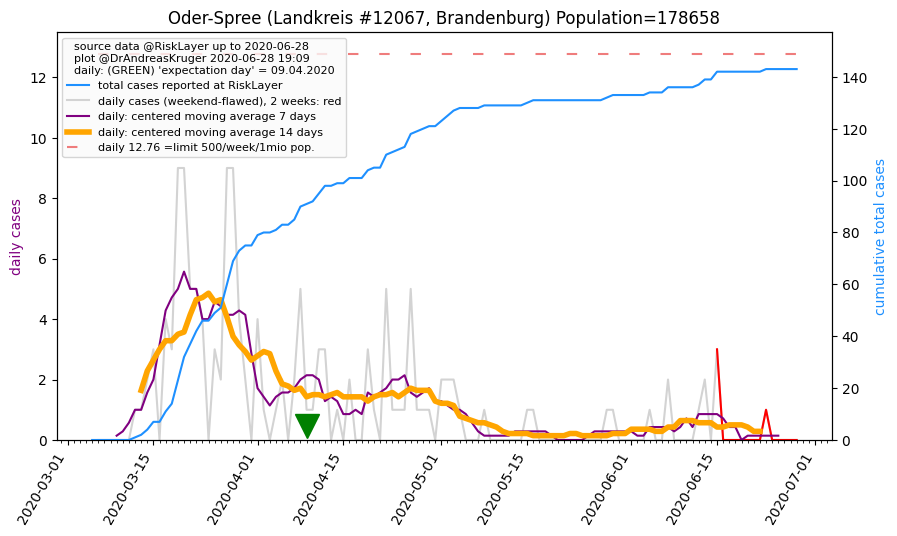 Oder-Spree (Landkreis #12067, Brandenburg) Population=178658
source data @RiskLayer up to 2020-06-28
plot @DrAndreasKruger 2020-06-28 19:09
daily: (GREEN) 'expectation day' = 09.04.2020
total cases reported at RiskLayer
daily cases (weekend-flawed), 2 weeks: red
daily: centered moving average 7 days
daily: centered moving average 14 days
daily 12.76 =limit 500/week/1mio pop.
daily cases
12
10
8
6
4
2
0
140
120
100
80
60
40
20
0
cumulative total cases
2020-03-01
2020-03-15
2020-04-01
2020-04-15
2020-05-01
2020-05-15
2020-06-01
2020-06-15
2020-07-01